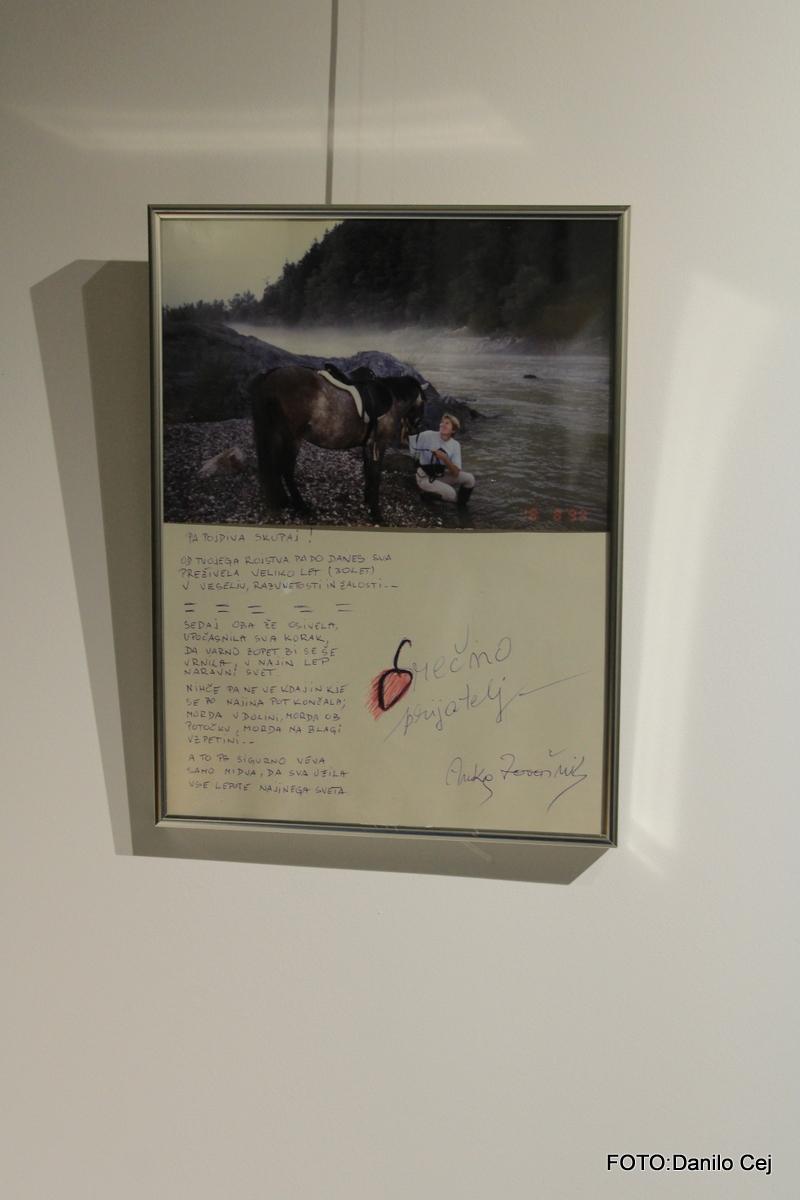 PA POJDIVA SKUPAJ !
OD TVOJEGA ROJSTVA PA DO DANES SVA
PREŽIVELA VELIKO LET (30 LET)
V VESELJU, RAZUMETOSTI IN ŽALOSTI --
SEDAJ OBA ŽE OSIVELA,
UPOČASNILA SVA KORAK,
DA VARNO ZOPET BI SE ŠE
VRNILA, V NAJIN LEP
NARAVNI SVET.
NIHČE PA NE VE KDAJ IN KJE
SE BO NAJINA POT KONČALA;
MORDA V DOLINI, MORDA OB
POTOČKU, MORDA NA BLAGI
VZPETINI --
A TO PA SIGURNO VEVA
SAMO MIDVA, DA SVA UŽILA
VSE LEPOTE NAJINEGA SVETA
Srečno
prijatelj
FOTO:Danilo Cej